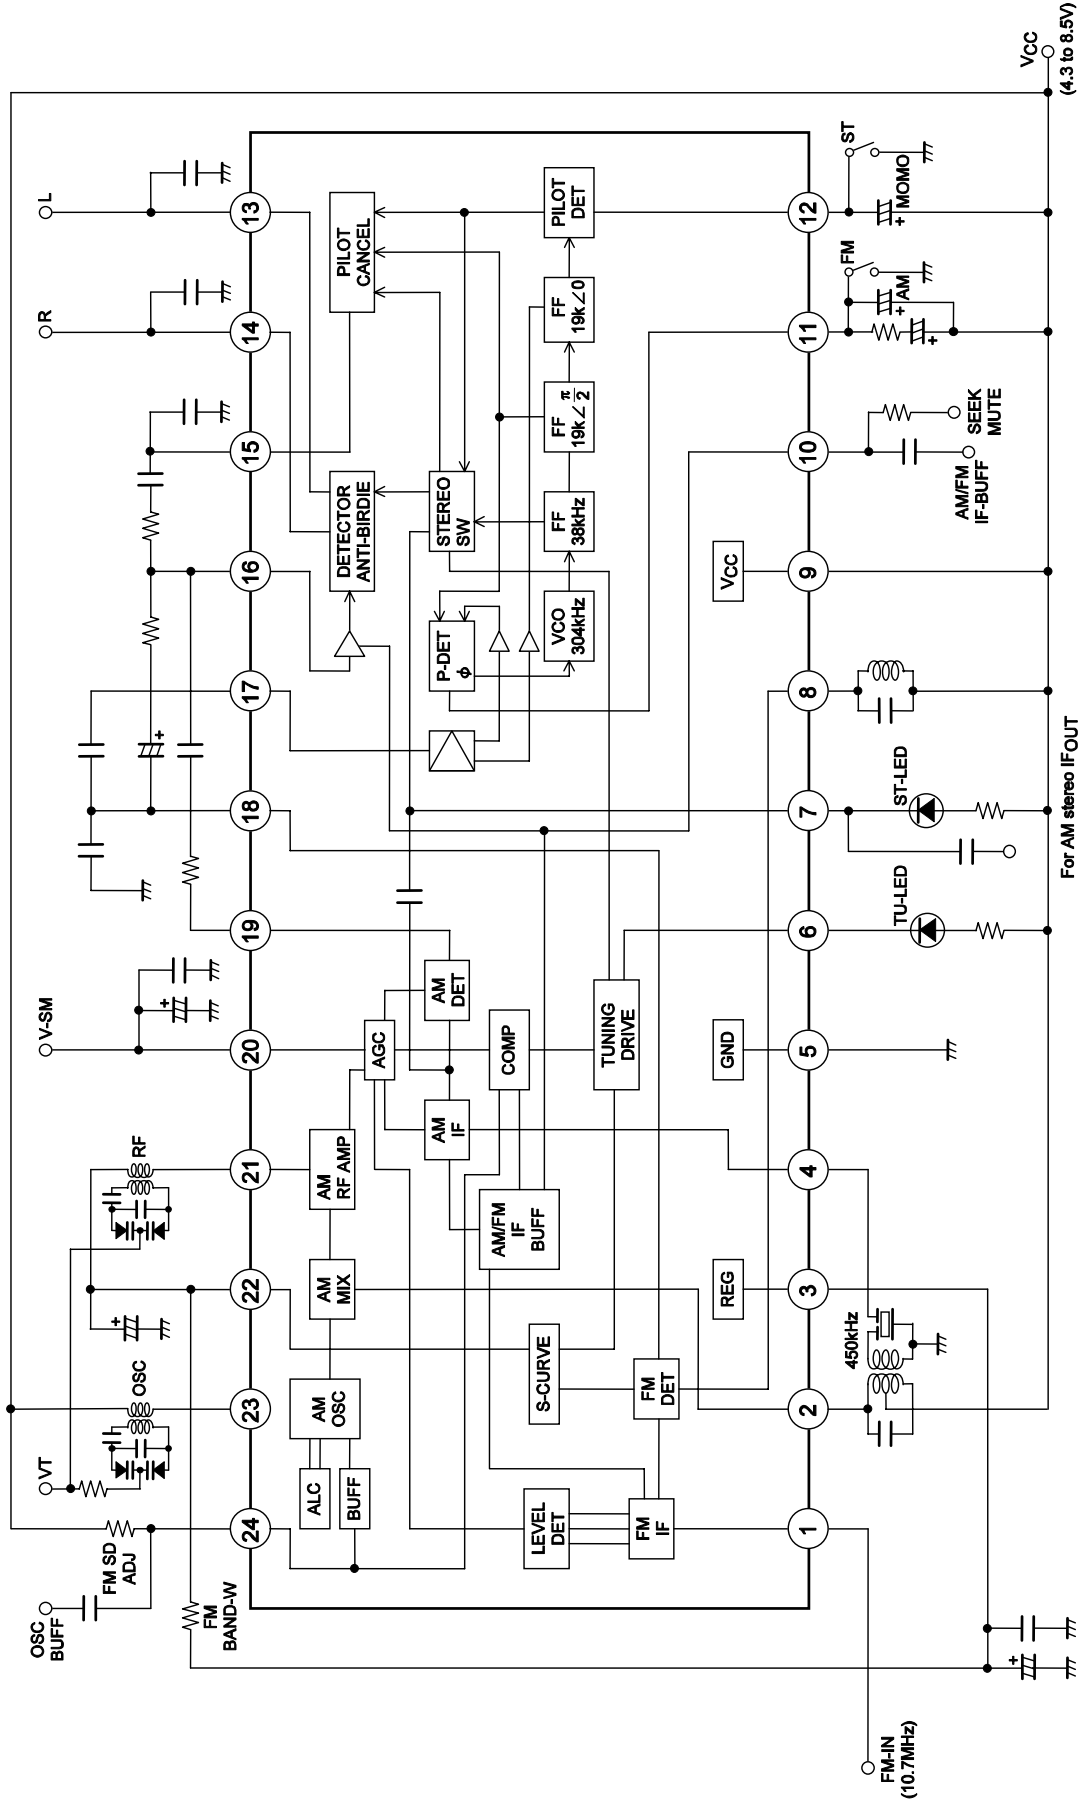 L
R
V-SM
VT
OSC
BUFF
RF
OSC
FM SD
ADJ
FM
BAND-W
13
14
15
16
17
18
19
20
21
22
23
24
PILOT
CANCEL
DETECTOR
ANTI-BIRDIE
STEREO
SW
P-DET
Φ
PILOT
DET
FF
19k∠0
FF
19k∠π/2
FF
38kHz
VCO
304kHz
AM
DET
AGC
COMP
AM
IF
AM
RF AMP
AM/FM
IF
BUFF
AM
MIX
S-CURVE
AM
OSC
FM
DET
ALC
BUFF
LEVEL
DET
FM
IF
TUNING
DRIVE
VCC
GND
REG
12
11
10
9
8
7
6
5
4
3
2
1
VCC
(4.3 to 8.5V)
ST
MOMO
FM
AM
SEEK
MUTE
AM/FM
IF-BUFF
ST-LED
For AM stereo IFOUT
TU-LED
450kHz
FM-IN
(10.7MHz)
+
+
+
+
+
+
+
+